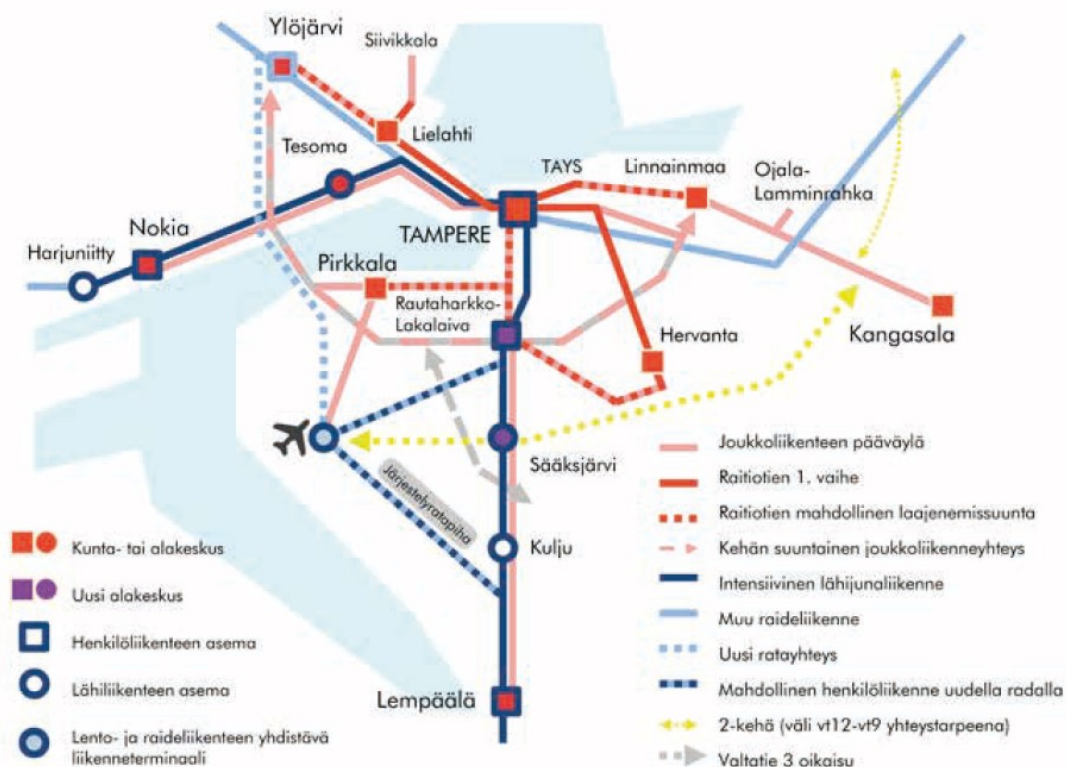 Ylöjärvi
Siivikkala
Lielahti
Tesoma
TAYS
Linnainmaa
Ojala-
Lamminrahka
Nokia
TAMPERE
Harjuniitty
Pirkkala
Rautaharkko-
Lakalaiva
Hervanta
Kangasala
Sääksjärvi
Järjestelyratapiha
Kulju
Lempäälä
Kunta- tai alakeskus
Uusi alakeskus
Henkilöliikenteen asema
Lähiliikenteen asema
Lento- ja raideliikenteen yhdistävä
liikenneterminaali
Joukkoliikenteen pääväylä
Raitiotien 1. vaihe
Raitiotien mahdollinen laajenemissuunta
Kehän suuntainen joukkoliikenneyhteys
Intensiivinen lähijunaliikenne
Muu raideliikenne
Uusi ratayhteys
Mahdollinen henkilöliikenne uudella radalla
2-kehä (väli vt12-vt9 yhteystarpeena)
Valtatie 3 oikaisu